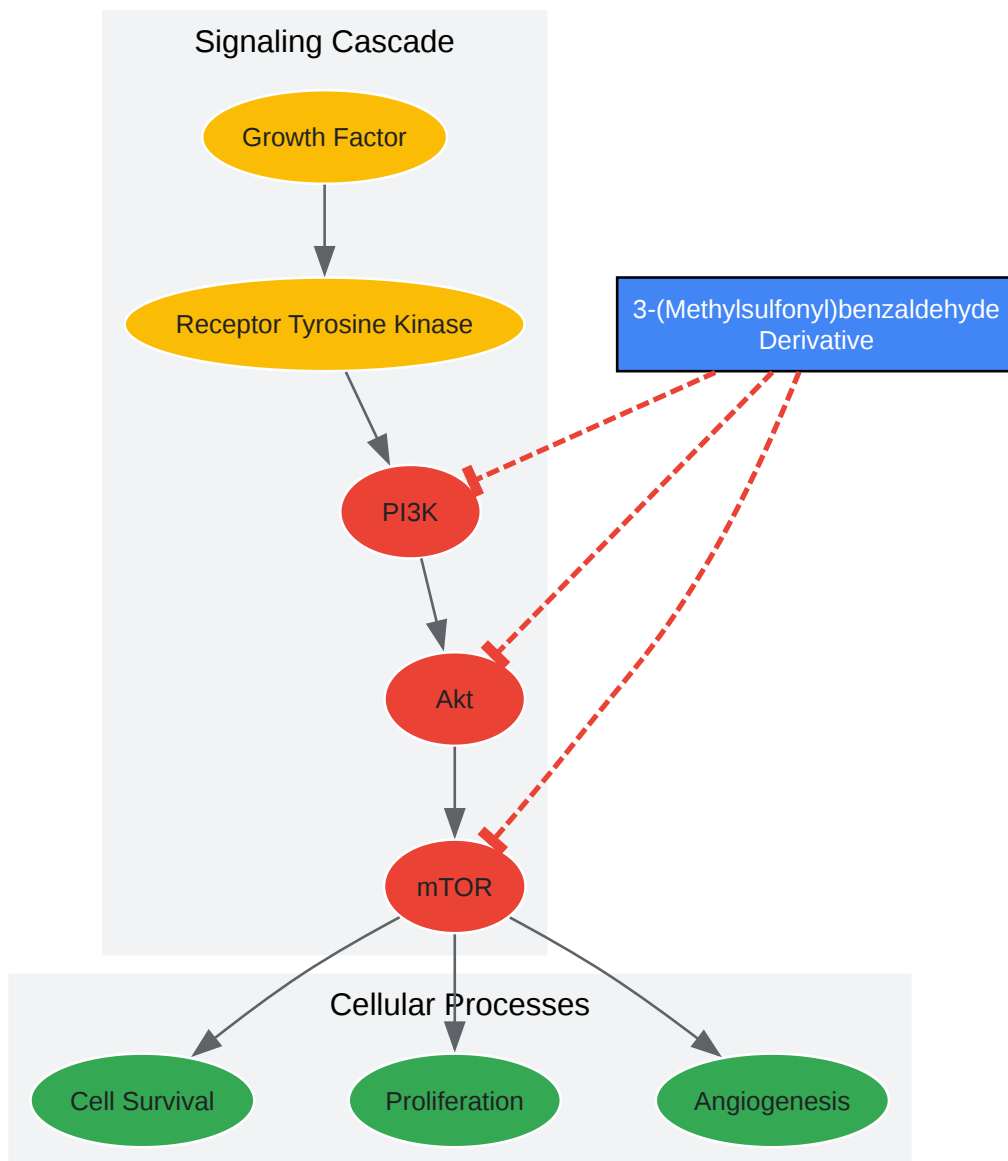 Signaling Cascade
Growth Factor
Receptor Tyrosine Kinase
3-(Methylsulfonyl)benzaldehyde
Derivative
PI3K
Akt
mTOR
Cellular Processes
Cell Survival
Proliferation
Angiogenesis